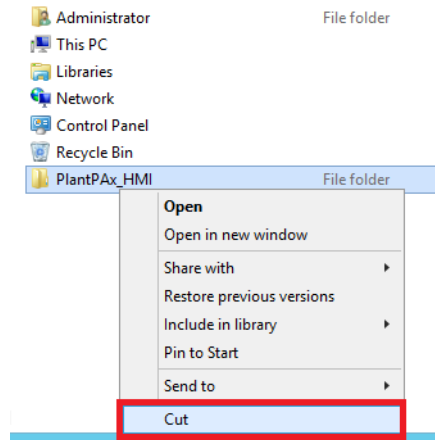 Administrator File folder
This PC
Libraries
Network
Control Panel
Recycle Bin
PlantPAx_HMI File folder
Open
Open in new window
Share with
Restore previous versions
Include in library
Pin to Start
Send to
Cut